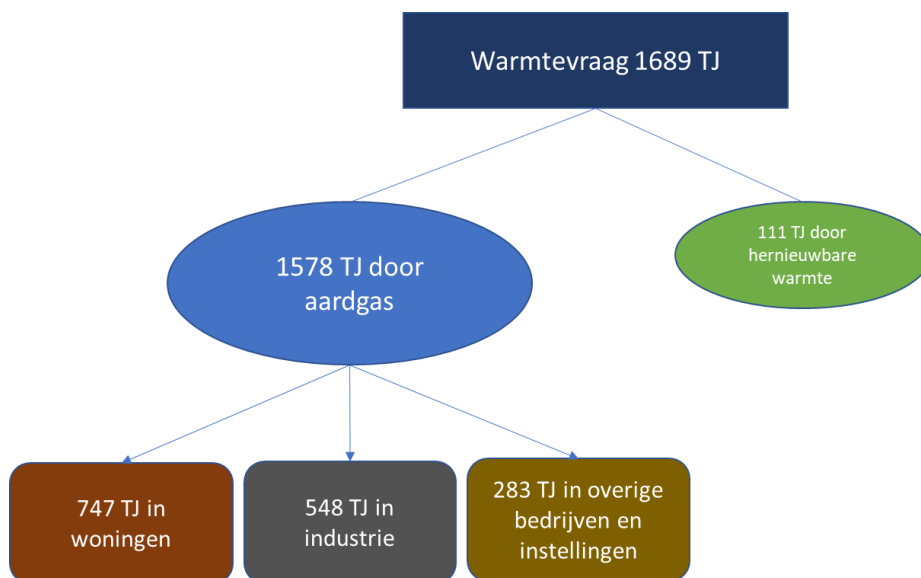 Warmtevraag 1689 TJ
1578 TJ door
aardgas
111 TJ door
hernieuwbare
warmte
747 TJ in
woningen
548 TJ in
industrie
283 TJ in overige
bedrijven en
instellingen